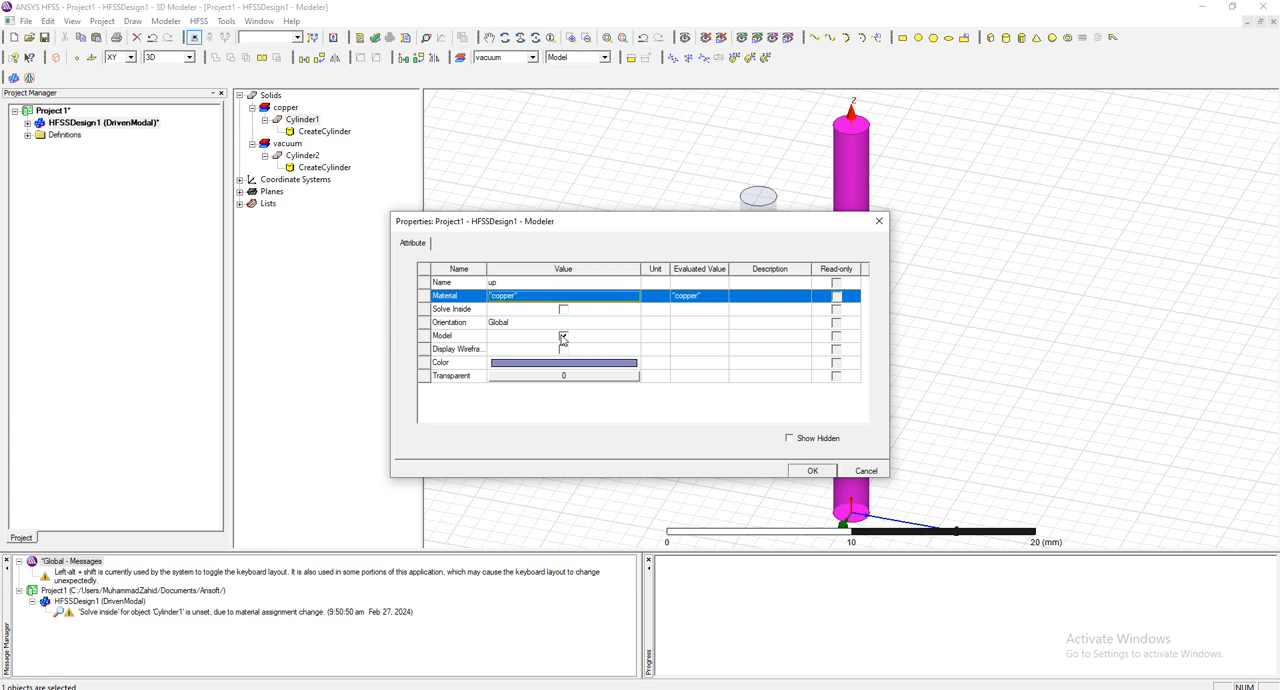 ANSYS HFSS - Project1 - HFSSDesign1 - 3D Modeler - [Project1 - HFSSDesign1 - Modeler]
File Edit View Project Draw Modeler HFSS Tools Window Help
XY 3D vacuum Model
Project Manager
Project1*
HFSSDesign1 (DrivenModal)*
Definitions
Project
Solids
copper
Cylinder1
CreateCylinder
vacuum
Cylinder2
CreateCylinder
Coordinate Systems
Planes
Lists
Z
Properties: Project1 - HFSSDesign1 - Modeler
Attribute
Name Value Unit Evaluated Value Description Read-only
Name up
Material "copper" "copper"
Solve Inside
Orientation Global
Model
Display Wirefra...
Color
Transparent 0
Show Hidden
OK Cancel
0 10 20 (mm)
*Global - Messages
Left-alt + shift is currently used by the system to toggle the keyboard layout. It is also used in some portions of this application, which may cause the keyboard layout to change
unexpectedly.
Project1 (C:/Users/MuhammadZahid/Documents/Ansoft/)
HFSSDesign1 (DrivenModal)
'Solve inside' for object 'Cylinder1' is unset, due to material assignment change. (9:50:50 am Feb 27, 2024)
Message Manager
Progress
Activate Windows
Go to Settings to activate Windows.
1 objects are selected
NUM